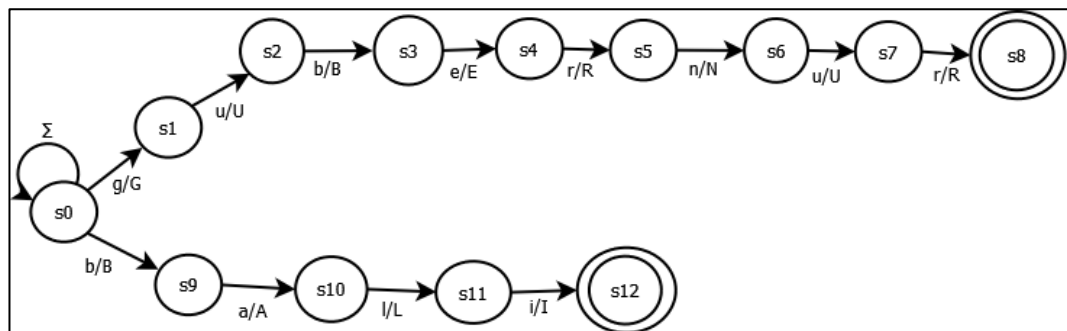 s2
b/B
s3
e/E
s4
r/R
s5
n/N
s6
u/U
s7
r/R
s8
u/U
s1
Σ
g/G
s0
b/B
s9
a/A
s10
l/L
s11
i/I
s12